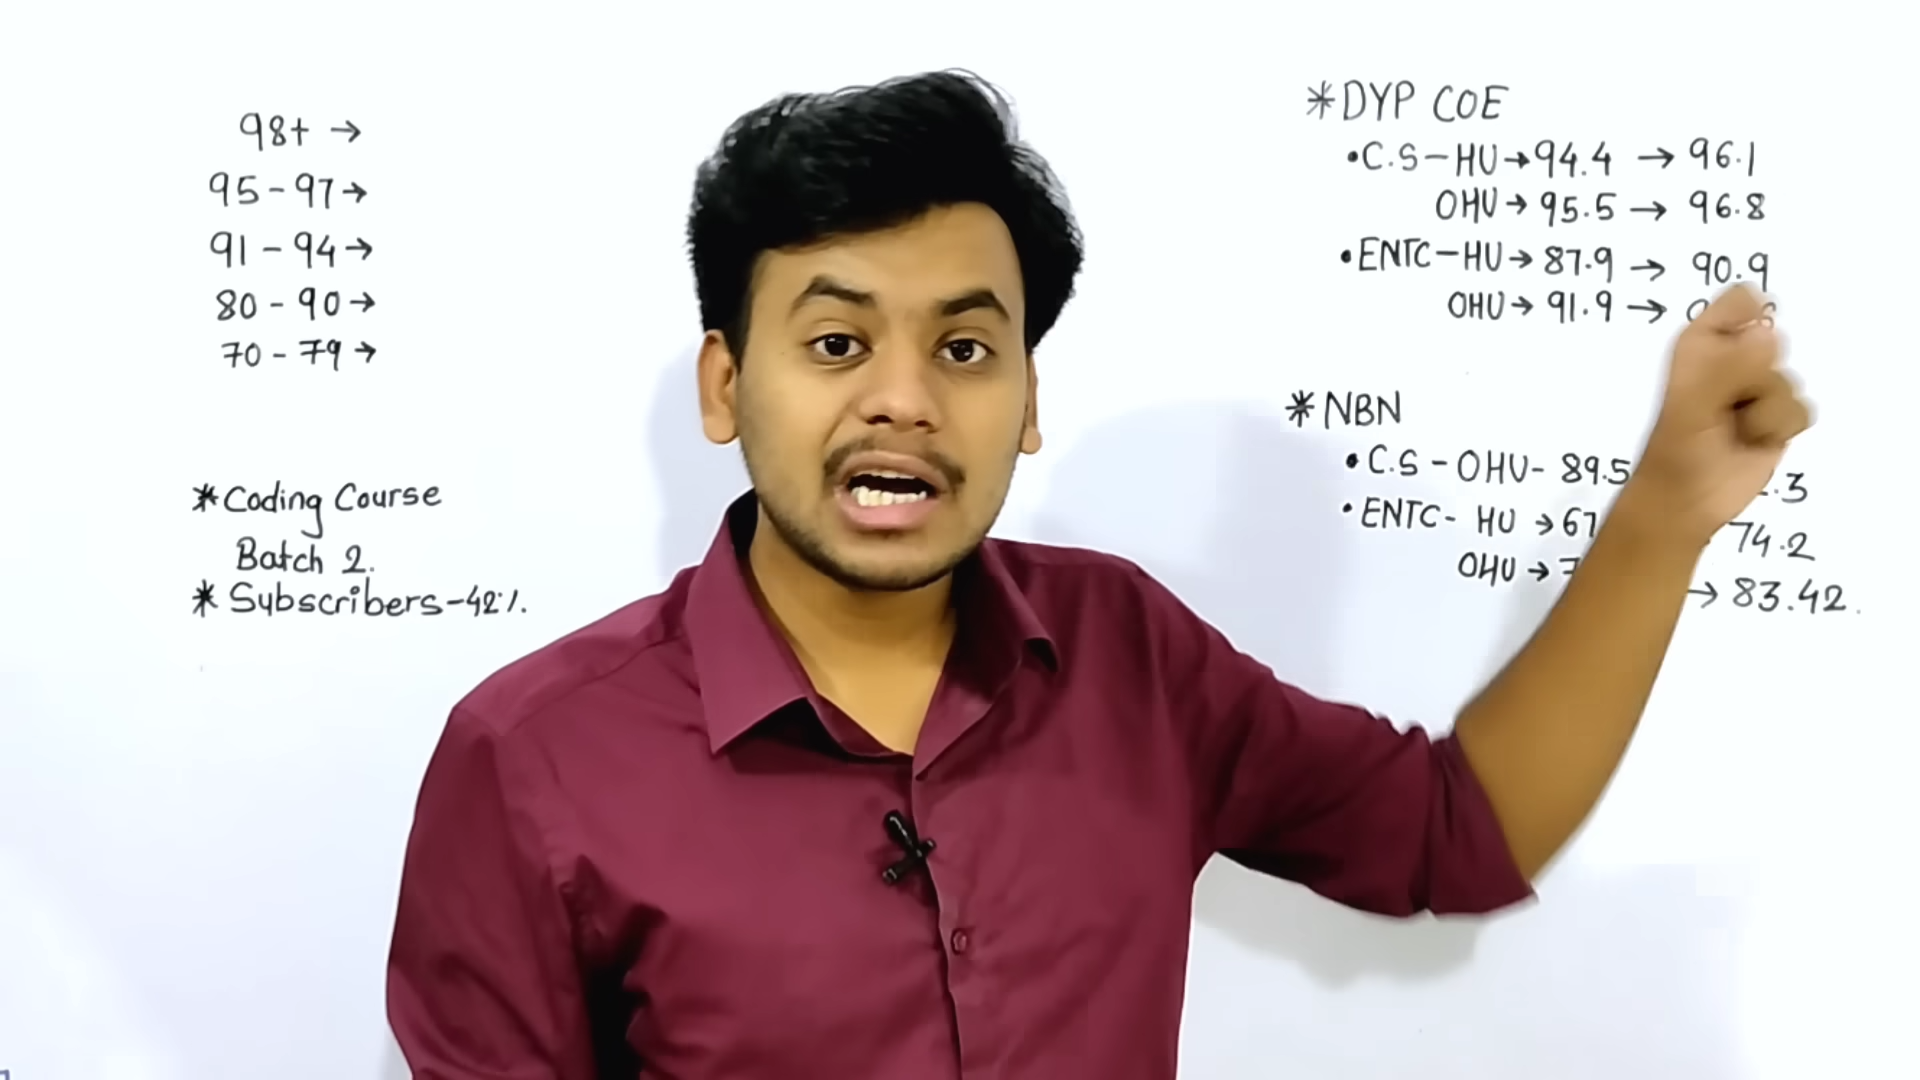 98+ →
95 - 97 →
91 - 94 →
80 - 90 →
70 - 79 →
* Coding Course
Batch 2.
* Subscribers - 42%.
* DYP COE
• C.S - HU → 94.4 → 96.1
OHU → 95.5 → 96.8
• ENTC - HU → 87.9 → 90.9
OHU → 91.9 →
* NBN
• C.S - OHU - 89.5
• ENTC - HU → 67 74.2
OHU → → 83.42.